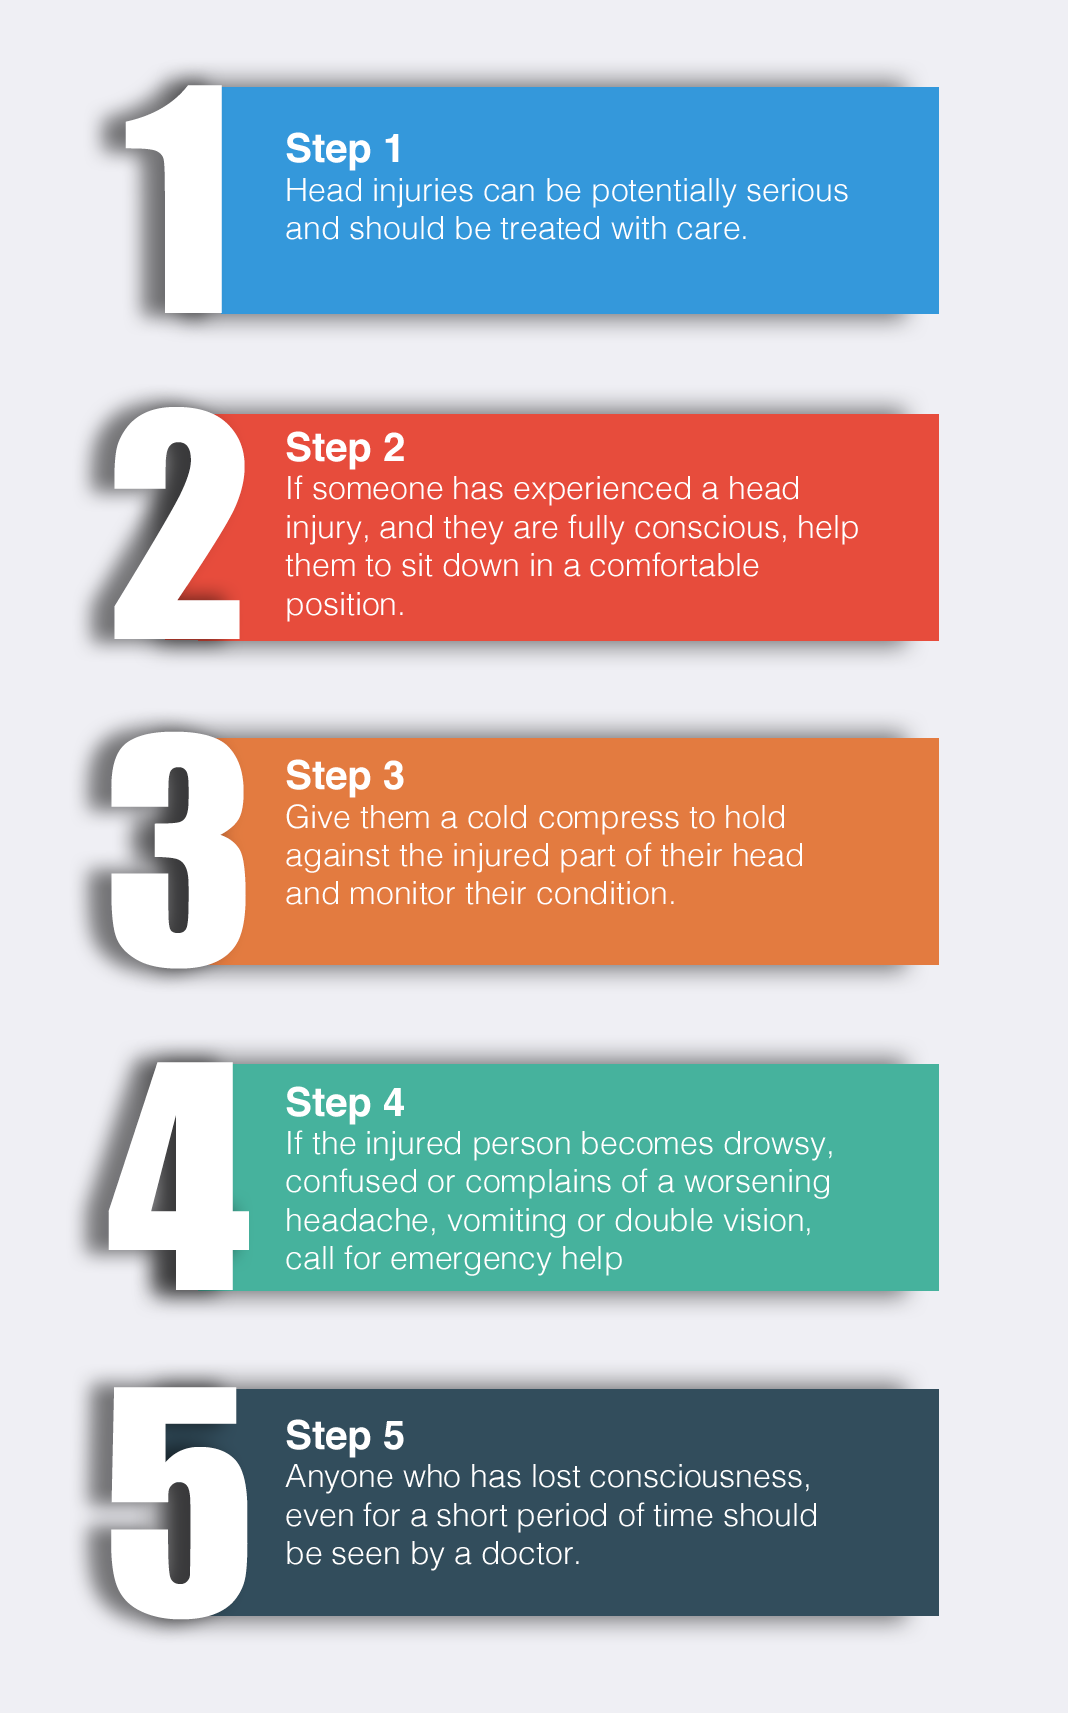 1
Step 1
Head injuries can be potentially serious
and should be treated with care.
2
Step 2
If someone has experienced a head
injury, and they are fully conscious, help
them to sit down in a comfortable
position.
3
Step 3
Give them a cold compress to hold
against the injured part of their head
and monitor their condition.
4
Step 4
If the injured person becomes drowsy,
confused or complains of a worsening
headache, vomiting or double vision,
call for emergency help
5
Step 5
Anyone who has lost consciousness,
even for a short period of time should
be seen by a doctor.